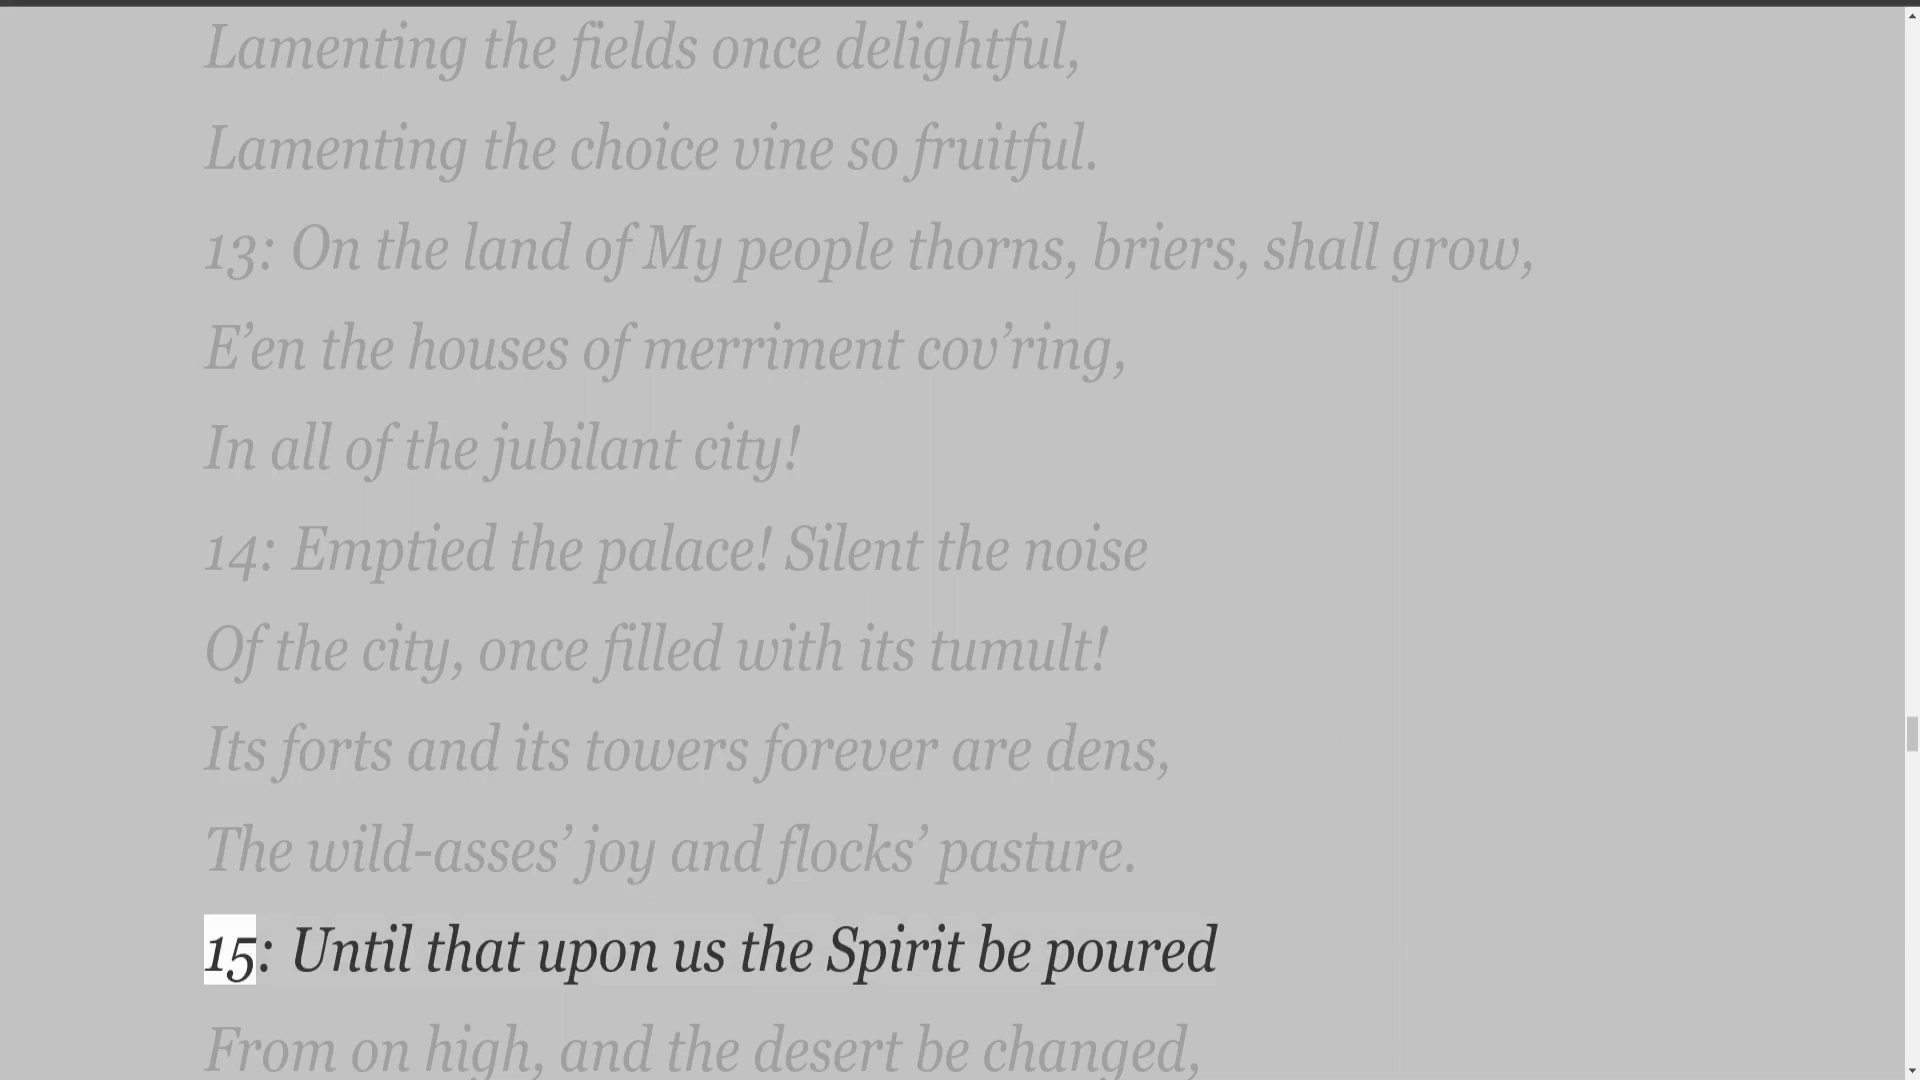 Lamenting the fields once delightful,
Lamenting the choice vine so fruitful.
13: On the land of My people thorns, briers, shall grow,
E’en the houses of merriment cov’ring,
In all of the jubilant city!
14: Emptied the palace! Silent the noise
Of the city, once filled with its tumult!
Its forts and its towers forever are dens,
The wild-asses’ joy and flocks’ pasture.
15: Until that upon us the Spirit be poured
From on high, and the desert be changed,